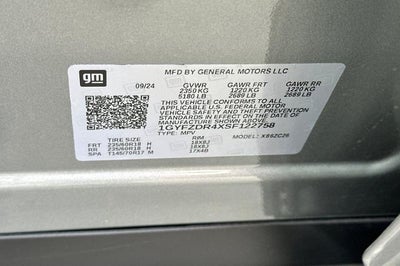 gm
MFD BY GENERAL MOTORS LLC
09/24 GVWR GAWR FRT GAWR RR
2350 KG 1220 KG 1220 KG
5180 LB 2689 LB 2689 LB
THIS VEHICLE CONFORMS TO ALL
APPLICABLE U.S. FEDERAL MOTOR
VEHICLE SAFETY AND THEFT
PREVENTION STANDARDS IN
EFFECT ON THE DATE OF
MANUFACTURE SHOWN ABOVE.
1GYFZDR4XSF122768
TYPE: MPV MODEL:
TIRE SIZE RIM
FRT 235/60R18 H 18X8J
RR 235/60R18 H 18X8J
SPA T145/70R17 M 17X4B